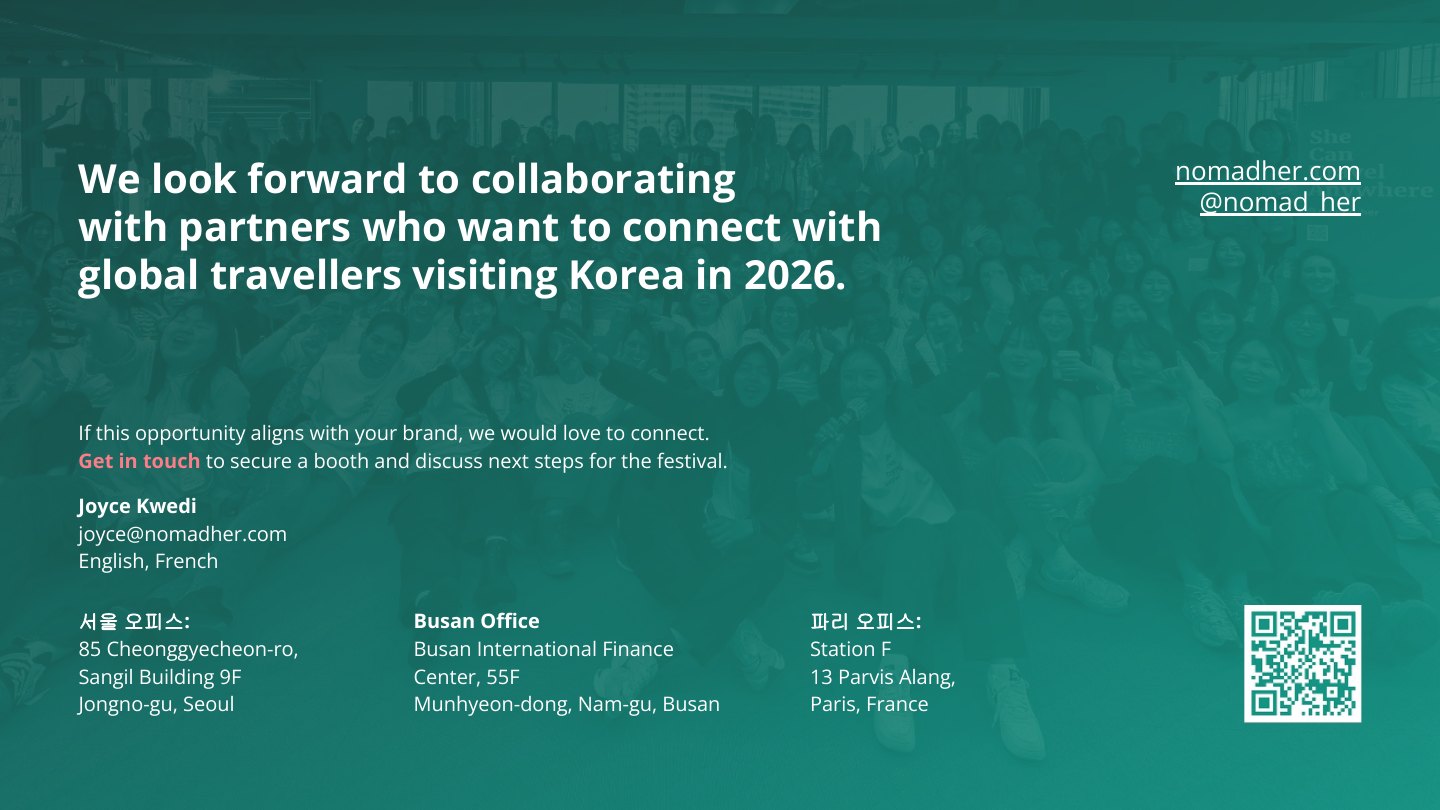 We look forward to collaborating
with partners who want to connect with
global travellers visiting Korea in 2026.
nomadher.com
@nomad_her
She
If this opportunity aligns with your brand, we would love to connect.
Get in touch to secure a booth and discuss next steps for the festival.
Joyce Kwedi
joyce@nomadher.com
English, French
서울 오피스:
85 Cheonggyecheon-ro,
Sangil Building 9F
Jongno-gu, Seoul
Busan Office
Busan International Finance
Center, 55F
Munhyeon-dong, Nam-gu, Busan
파리 오피스:
Station F
13 Parvis Alang,
Paris, France